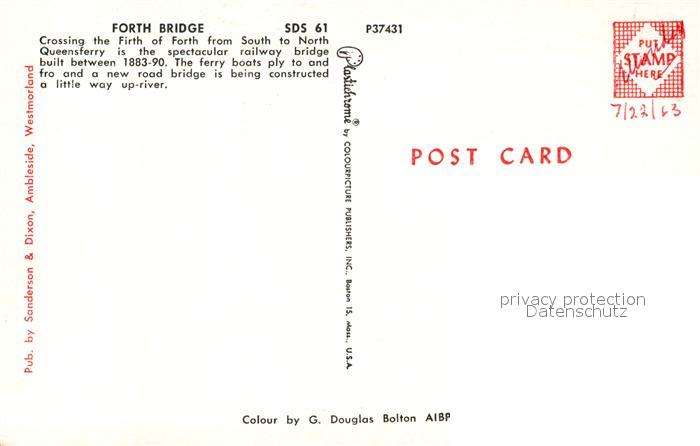 FORTH BRIDGE SDS 61 P37431
Crossing the Firth of Forth from South to North
Queensferry is the spectacular railway bridge
built between 1883-90. The ferry boats ply to and
fro and a new road bridge is being constructed
a little way up-river.
Pub. by Sanderson & Dixon, Ambleside, Westmorland
Plastichrome ® by COLOURPICTURE PUBLISHERS, INC., Boston 15, Mass., U.S.A.
PUT
STAMP
HERE
7/22/63
POST CARD
privacy protection
Datenschutz
Colour by G. Douglas Bolton AIBP